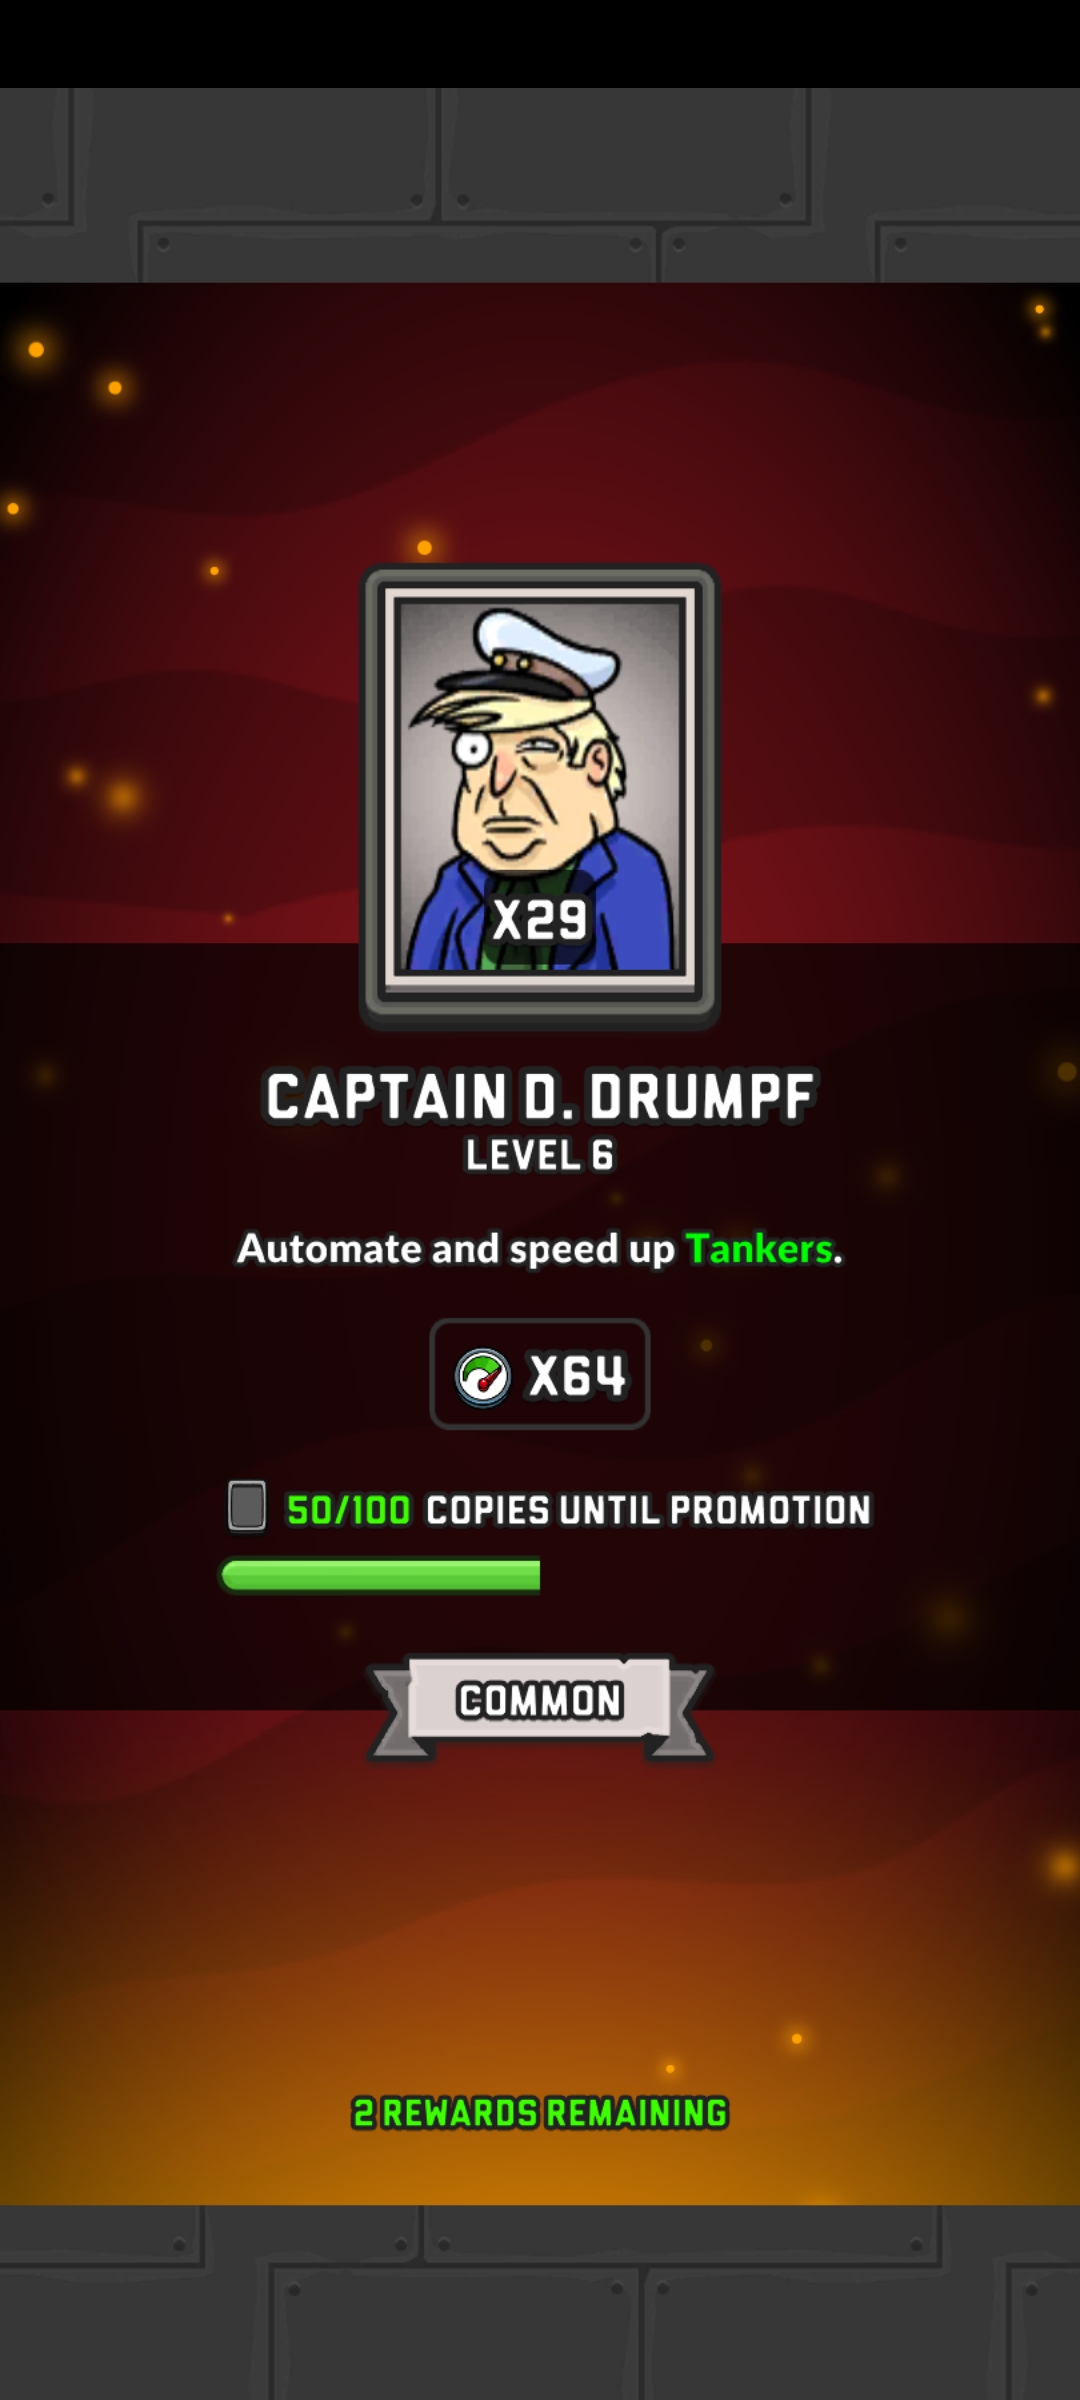 X29
CAPTAIN D. DRUMPF
LEVEL 6
Automate and speed up Tankers.
X64
50/100 COPIES UNTIL PROMOTION
COMMON
2 REWARDS REMAINING